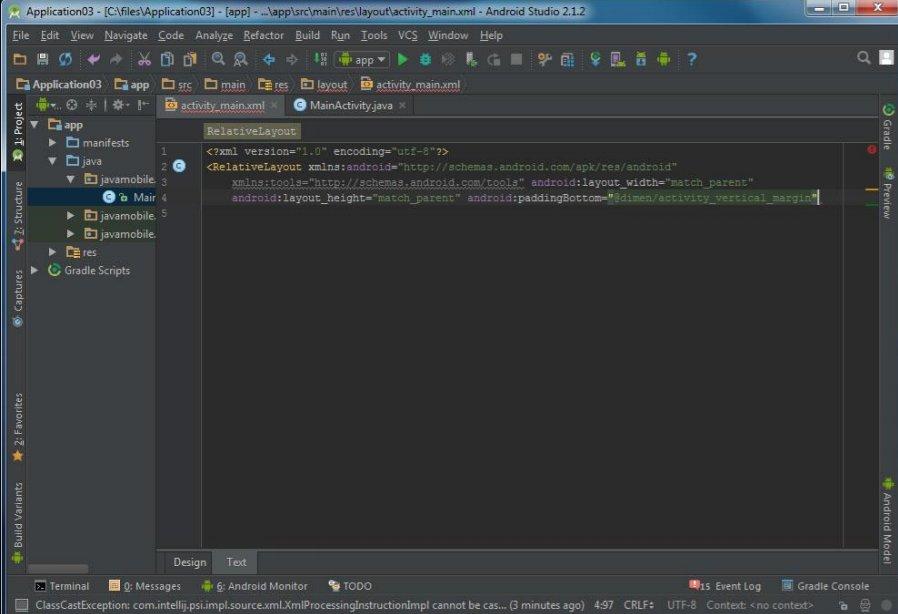 Application03 - [C:\files\Application03] - [app] - ...\app\src\main\res\layout\activity_main.xml - Android Studio 2.1.2
File Edit View Navigate Code Analyze Refactor Build Run Tools VCS Window Help
app
Application03 app src main res layout activity_main.xml
1: Project
activity_main.xml
MainActivity.java
Gradle
app
manifests
java
javamobile.
Main
javamobile.
javamobile.
res
Gradle Scripts
RelativeLayout
1 <?xml version="1.0" encoding="utf-8"?>
2 <RelativeLayout xmlns:android="http://schemas.android.com/apk/res/android"
3 xmlns:tools="http://schemas.android.com/tools" android:layout_width="match_parent"
4 android:layout_height="match_parent" android:paddingBottom="@dimen/activity_vertical_margin"
5
Preview
Z: Structure
Captures
2: Favorites
Build Variants
Android Model
Design Text
Terminal 0: Messages 6: Android Monitor TODO 15 Event Log Gradle Console
ClassCastException: com.intellij.psi.impl.source.xml.XmlProcessingInstructionImpl cannot be cas... (3 minutes ago) 4:97 CRLF UTF-8 Context: <no context>